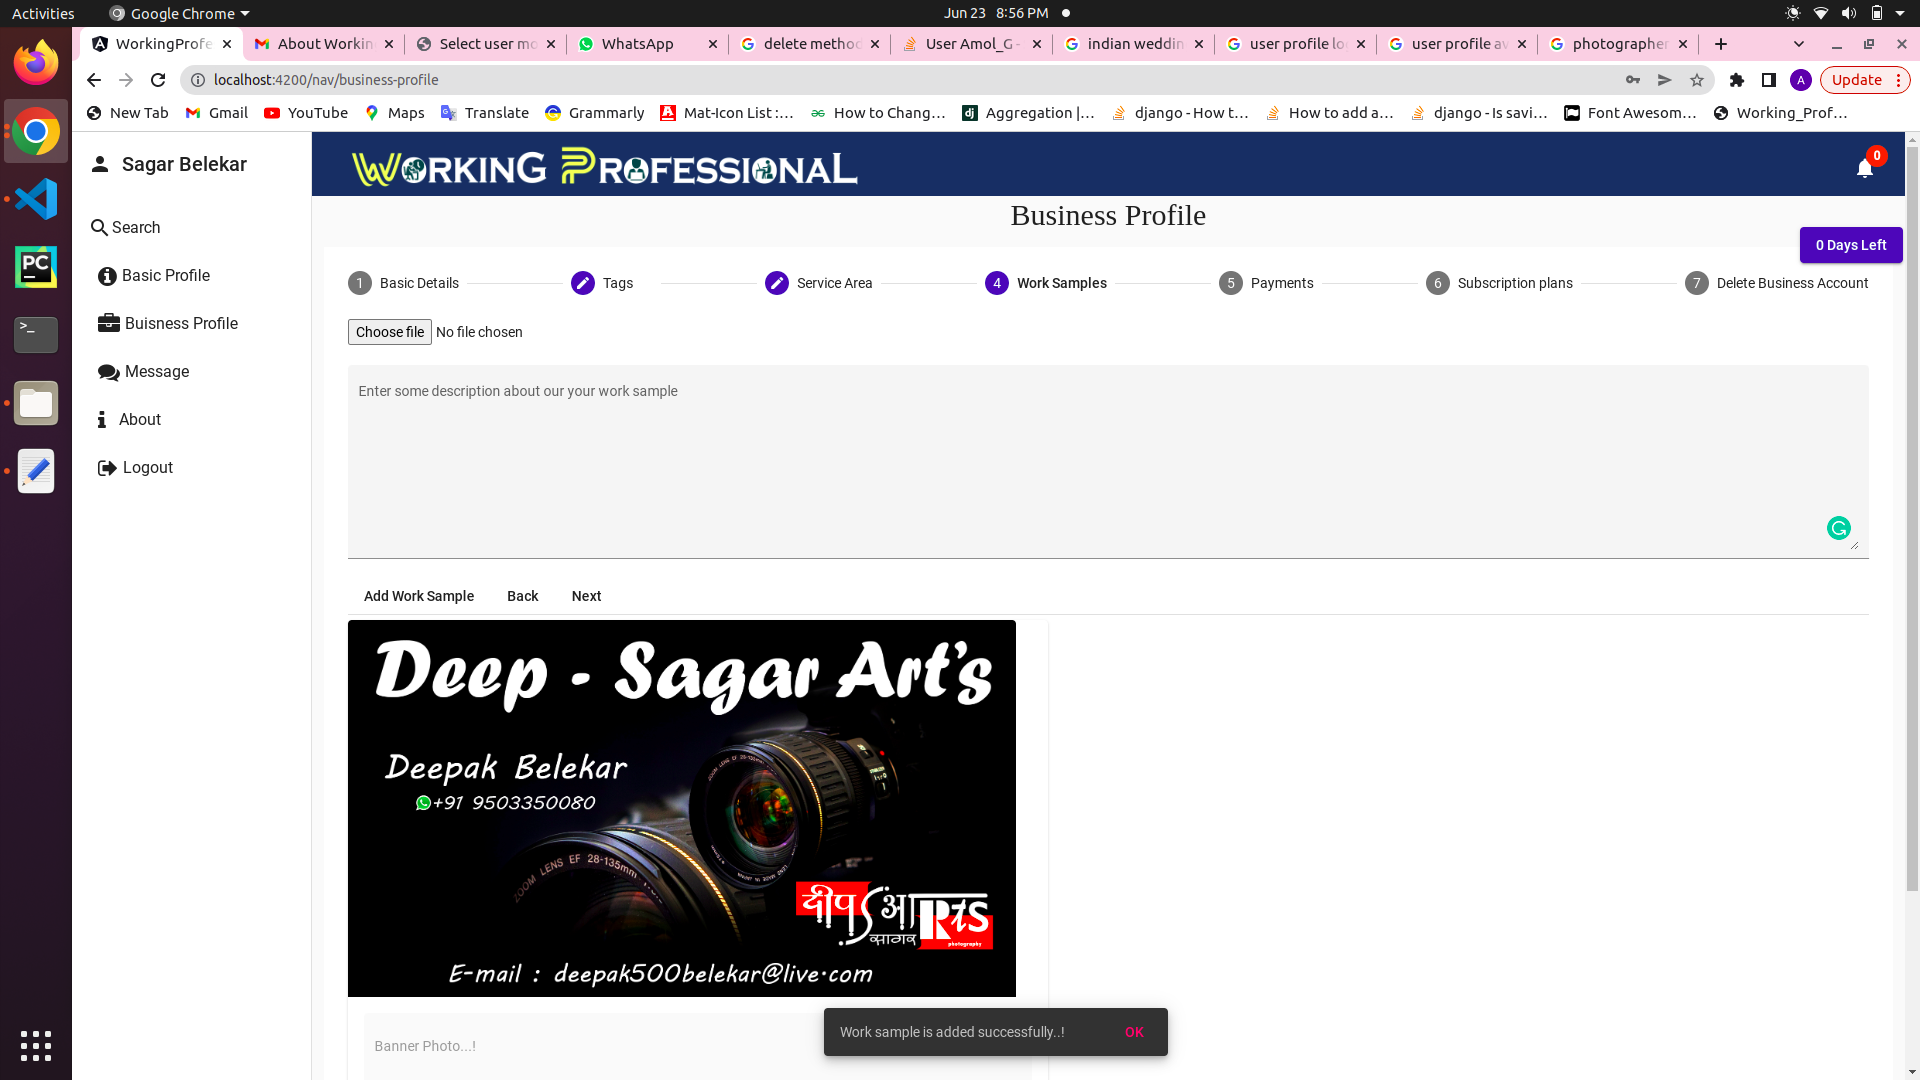 Activities
Google Chrome
Jun 23 8:56 PM
WorkingProfe
About Workin
Select user mo
WhatsApp
delete metho
User Amol_G -
indian weddin
user profile lo
user profile av
photographer
localhost:4200/nav/business-profile
A
Update
New Tab
Gmail
YouTube
Maps
Translate
Grammarly
Mat-Icon List :...
How to Chang...
Aggregation |...
django - How t...
How to add a...
django - Is savi...
Font Awesom...
Working_Prof...
Sagar Belekar
WORKING PROFESSIONAL
0
Search
Basic Profile
Buisness Profile
Message
About
Logout
Business Profile
0 Days Left
1 Basic Details
Tags
Service Area
4 Work Samples
5 Payments
6 Subscription plans
7 Delete Business Account
Choose file No file chosen
Enter some description about our your work sample
Add Work Sample
Back
Next
Deep - Sagar Art's
Deepak Belekar
+91 9503350080
ZOOM LENS EF 28-135mm
दीप S आ RTS
सागर
photography
E-mail : deepak500belekar@live.com
Banner Photo...!
Work sample is added successfully..!
OK